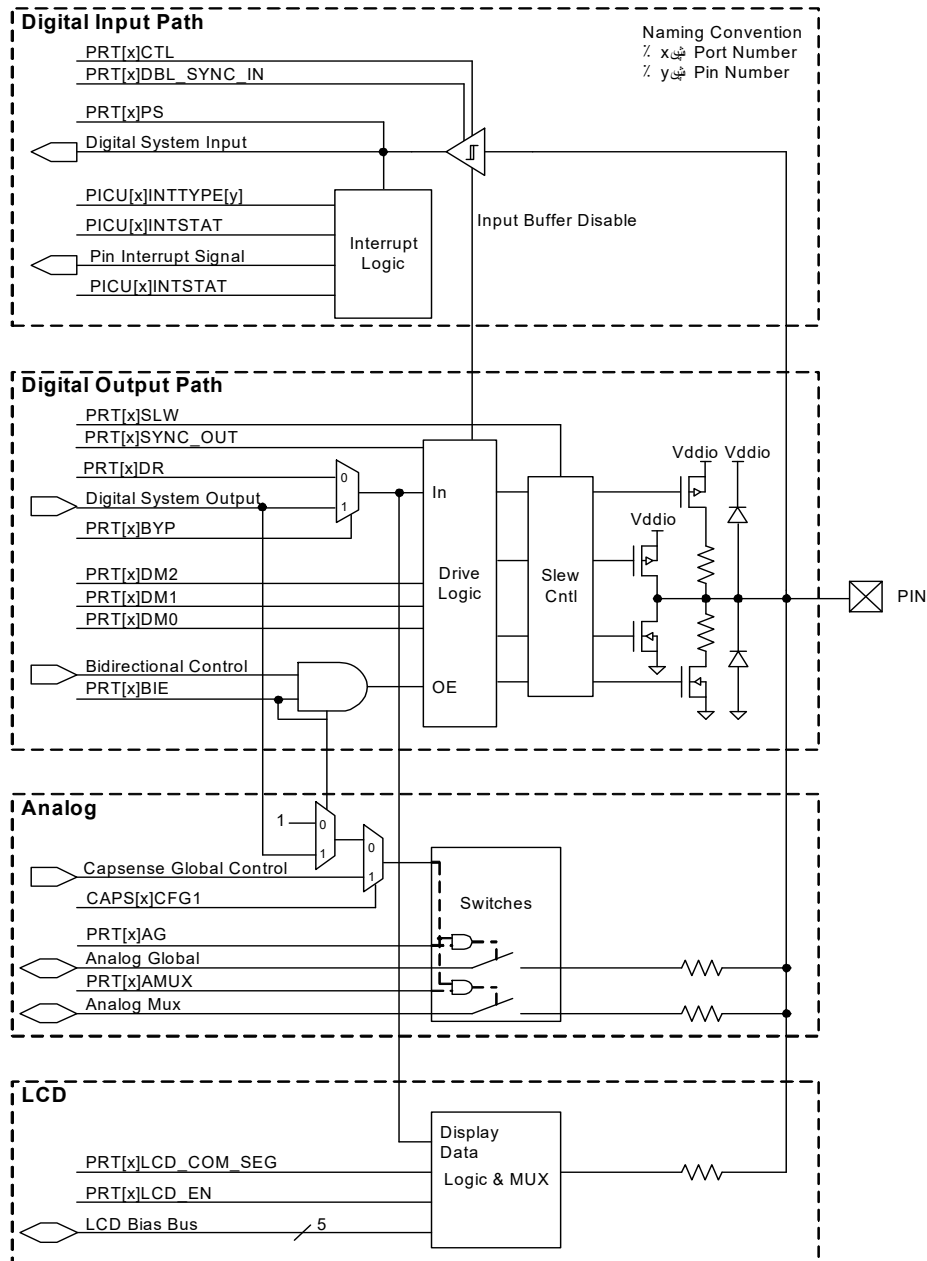 Digital Input Path
Naming Convention
Port Number
Pin Number
PRT[x]CTL
PRT[x]DBL_SYNC_IN
PRT[x]PS
Digital System Input
PICU[x]INTTYPE[y]
PICU[x]INTSTAT
Pin Interrupt Signal
PICU[x]INTSTAT
Interrupt
Logic
Input Buffer Disable
Digital Output Path
PRT[x]SLW
PRT[x]SYNC_OUT
PRT[x]DR
Digital System Output
PRT[x]BYP
0
1
PRT[x]DM2
PRT[x]DM1
PRT[x]DM0
Bidirectional Control
PRT[x]BIE
In
Drive
Logic
OE
Slew
Cntl
Vddio
Vddio
Vddio
PIN
Analog
1
0
1
0
1
Capsense Global Control
CAPS[x]CFG1
PRT[x]AG
Analog Global
PRT[x]AMUX
Analog Mux
Switches
LCD
PRT[x]LCD_COM_SEG
PRT[x]LCD_EN
LCD Bias Bus
5
Display
Data
Logic & MUX